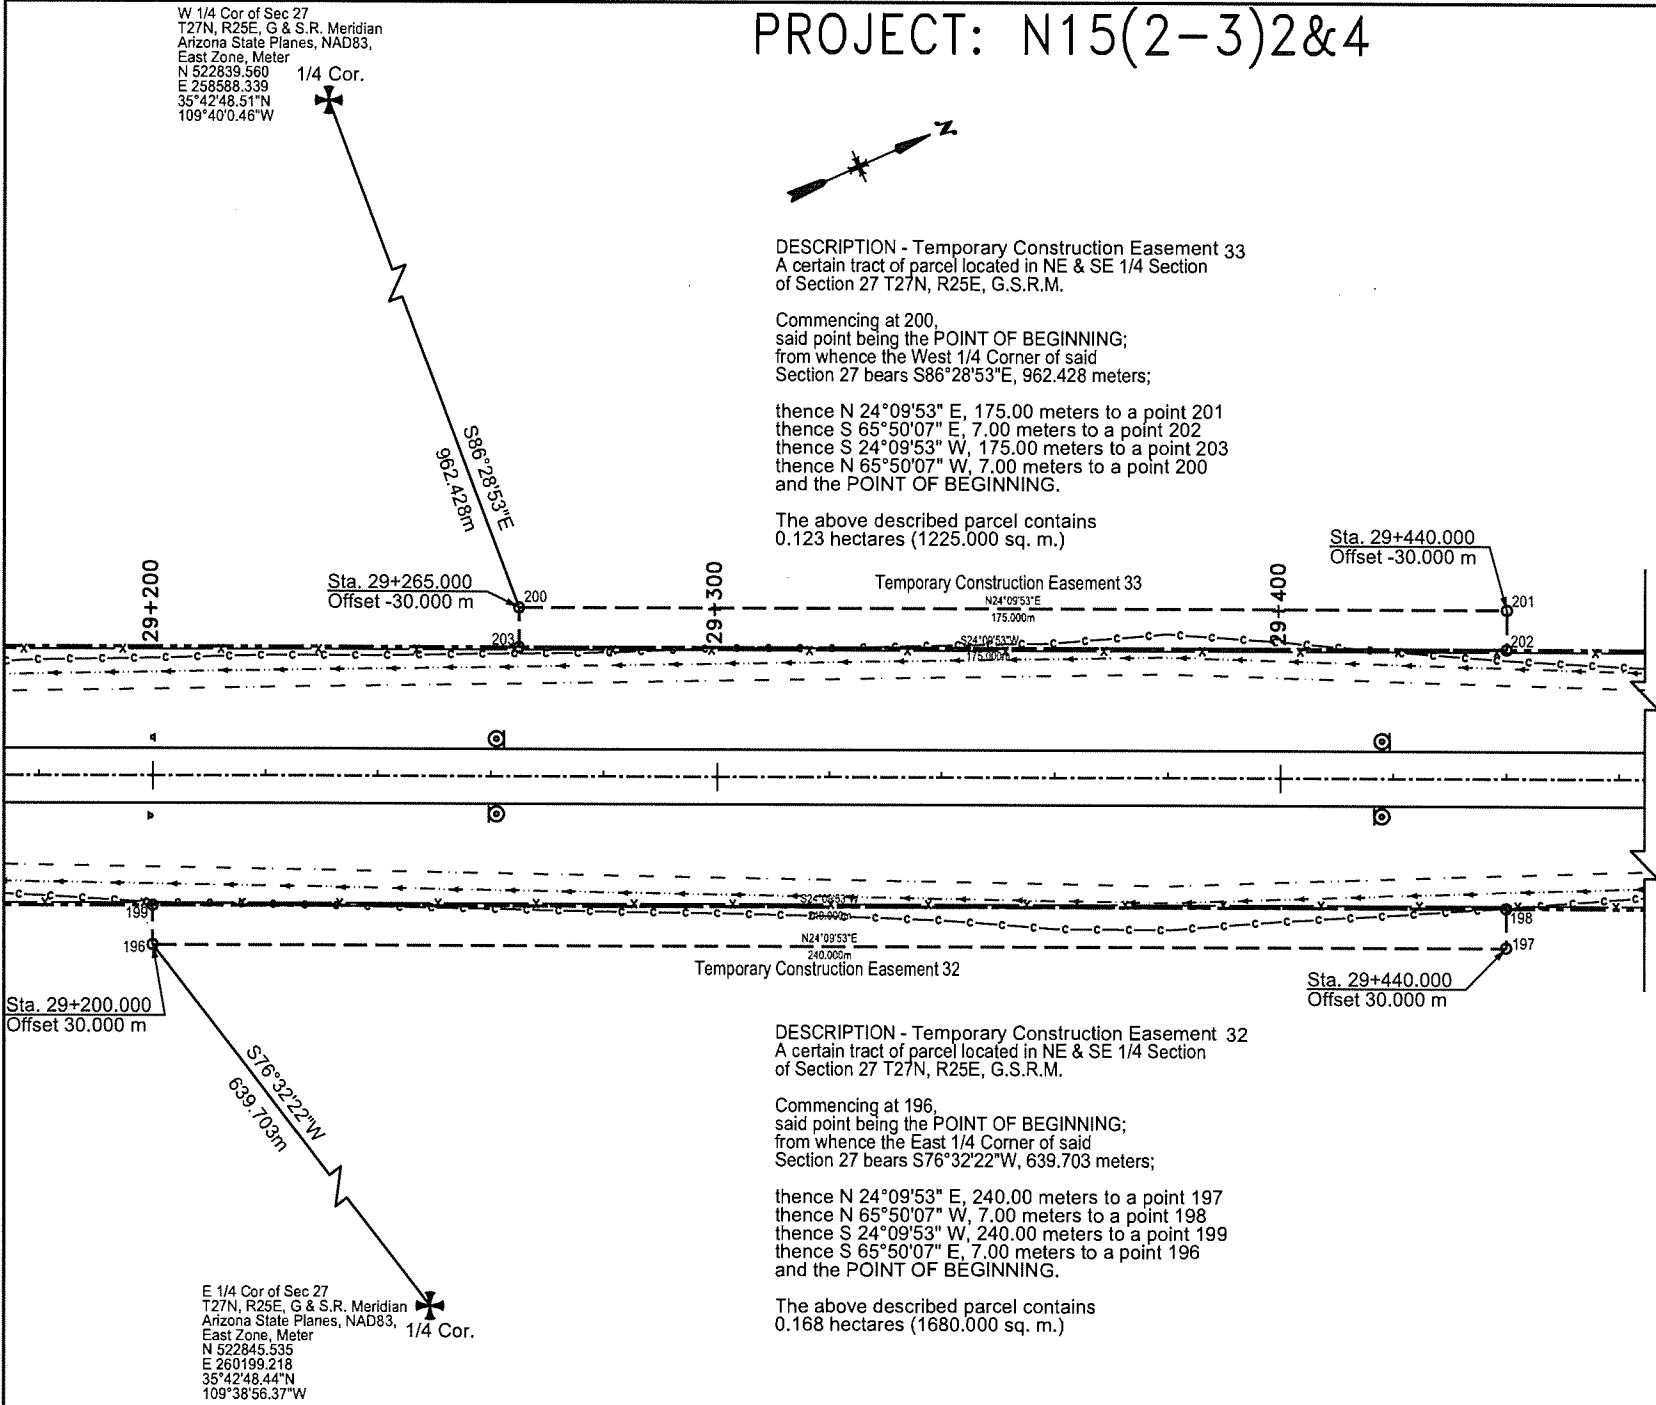 PROJECT: N15(2-3)2&4
W 1/4 Cor of Sec 27
T27N, R25E, G & S.R. Meridian
Arizona State Planes, NAD83,
East Zone, Meter
N 522839.560
E 258588.339
35°42'48.51"N
109°40'0.46"W
1/4 Cor.
N
DESCRIPTION - Temporary Construction Easement 33
A certain tract of parcel located in NE & SE 1/4 Section
of Section 27 T27N, R25E, G.S.R.M.
Commencing at 200,
said point being the POINT OF BEGINNING;
from whence the West 1/4 Corner of said
Section 27 bears S86°28'53"E, 962.428 meters;
thence N 24°09'53" E, 175.00 meters to a point 201
thence S 65°50'07" E, 7.00 meters to a point 202
thence S 24°09'53" W, 175.00 meters to a point 203
thence N 65°50'07" W, 7.00 meters to a point 200
and the POINT OF BEGINNING.
The above described parcel contains
0.123 hectares (1225.000 sq. m.)
S86°28'53"E
962.428m
Sta. 29+265.000
Offset -30.000 m
Sta. 29+440.000
Offset -30.000 m
29+200
29+300
29+400
Temporary Construction Easement 33
N24°09'53"E
175.000m
S24°09'53"W
175.000m
200
201
203
202
199
198
196
197
S24°09'53"W
240.000m
N24°09'53"E
240.000m
Temporary Construction Easement 32
Sta. 29+200.000
Offset 30.000 m
Sta. 29+440.000
Offset 30.000 m
S76°32'22"W
639.703m
DESCRIPTION - Temporary Construction Easement 32
A certain tract of parcel located in NE & SE 1/4 Section
of Section 27 T27N, R25E, G.S.R.M.
Commencing at 196,
said point being the POINT OF BEGINNING;
from whence the East 1/4 Corner of said
Section 27 bears S76°32'22"W, 639.703 meters;
thence N 24°09'53" E, 240.00 meters to a point 197
thence N 65°50'07" W, 7.00 meters to a point 198
thence S 24°09'53" W, 240.00 meters to a point 199
thence S 65°50'07" E, 7.00 meters to a point 196
and the POINT OF BEGINNING.
The above described parcel contains
0.168 hectares (1680.000 sq. m.)
E 1/4 Cor of Sec 27
T27N, R25E, G & S.R. Meridian
Arizona State Planes, NAD83,
East Zone, Meter
N 522845.535
E 260199.218
35°42'48.44"N
109°38'56.37"W
1/4 Cor.